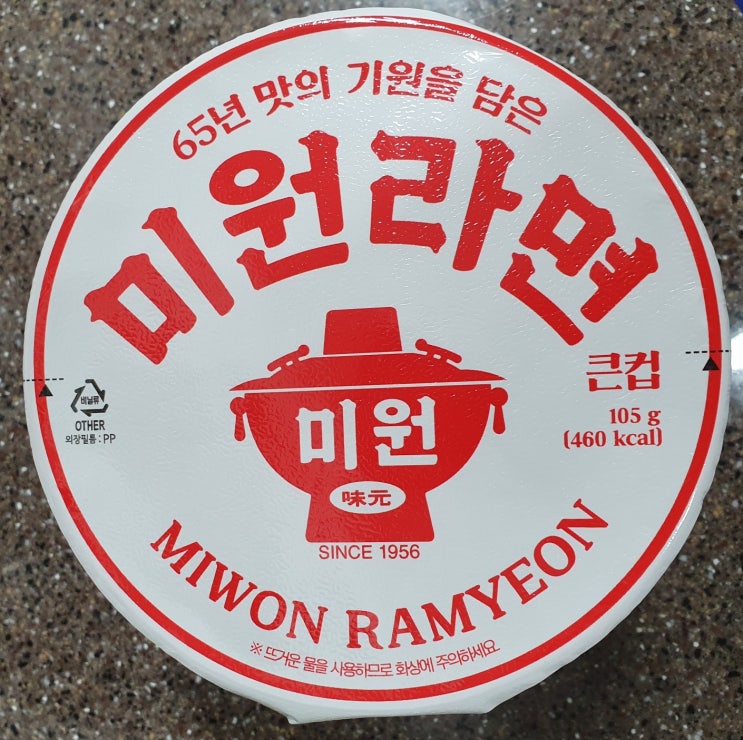 65년 맛의 기원을 담은
미원라면
큰컵
105 g
(460 kcal)
비닐류
OTHER
외장필름 : PP
미원
味元
SINCE 1956
MIWON RAMYEON
※ 뜨거운 물을 사용하므로 화상에 주의하세요